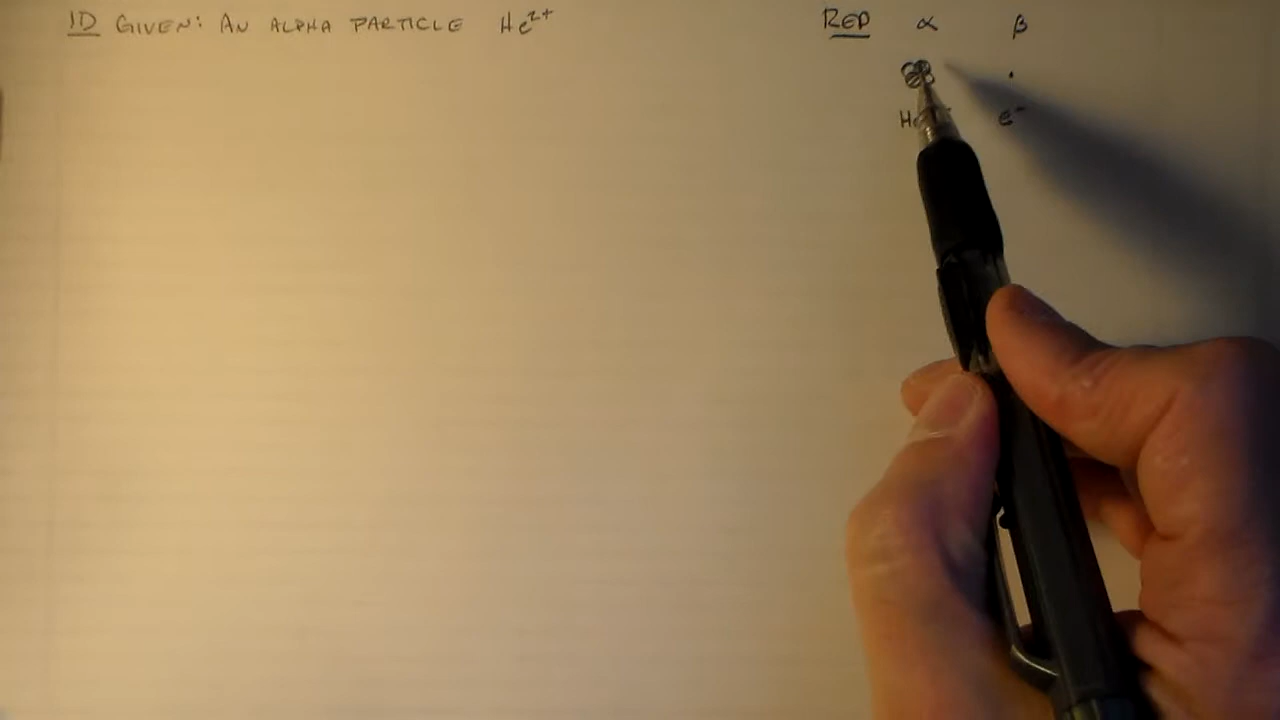 ID GIVEN: AN ALPHA PARTICLE He²⁺
REP α β
e⁻